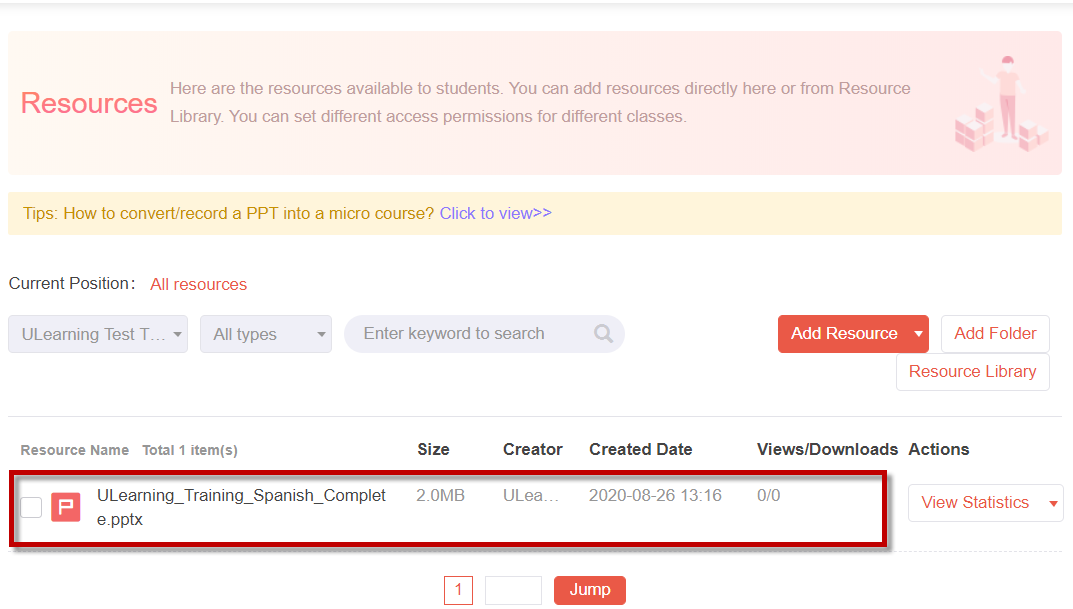 Resources
Here are the resources available to students. You can add resources directly here or from Resource
Library. You can set different access permissions for different classes.
Tips: How to convert/record a PPT into a micro course? Click to view>>
Current Position: All resources
ULearning Test T...
All types
Enter keyword to search
Add Resource
Add Folder
Resource Library
Resource Name Total 1 item(s) Size Creator Created Date Views/Downloads Actions
P
ULearning_Training_Spanish_Complet 2.0MB ULea... 2020-08-26 13:16 0/0
e.pptx
View Statistics
1
Jump